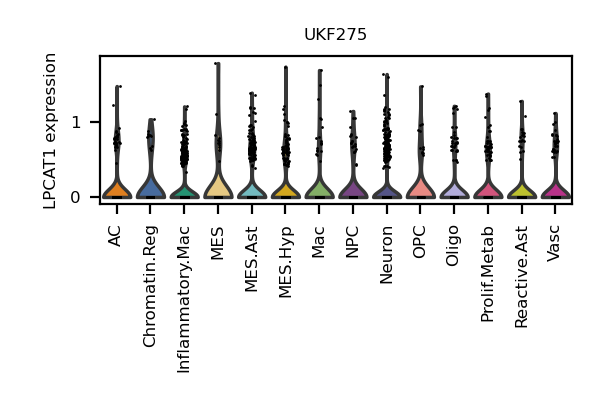 UKF275
LPCAT1 expression
1
0
AC
Chromatin.Reg
Inflammatory.Mac
MES
MES.Ast
MES.Hyp
Mac
NPC
Neuron
OPC
Oligo
Prolif.Metab
Reactive.Ast
Vasc